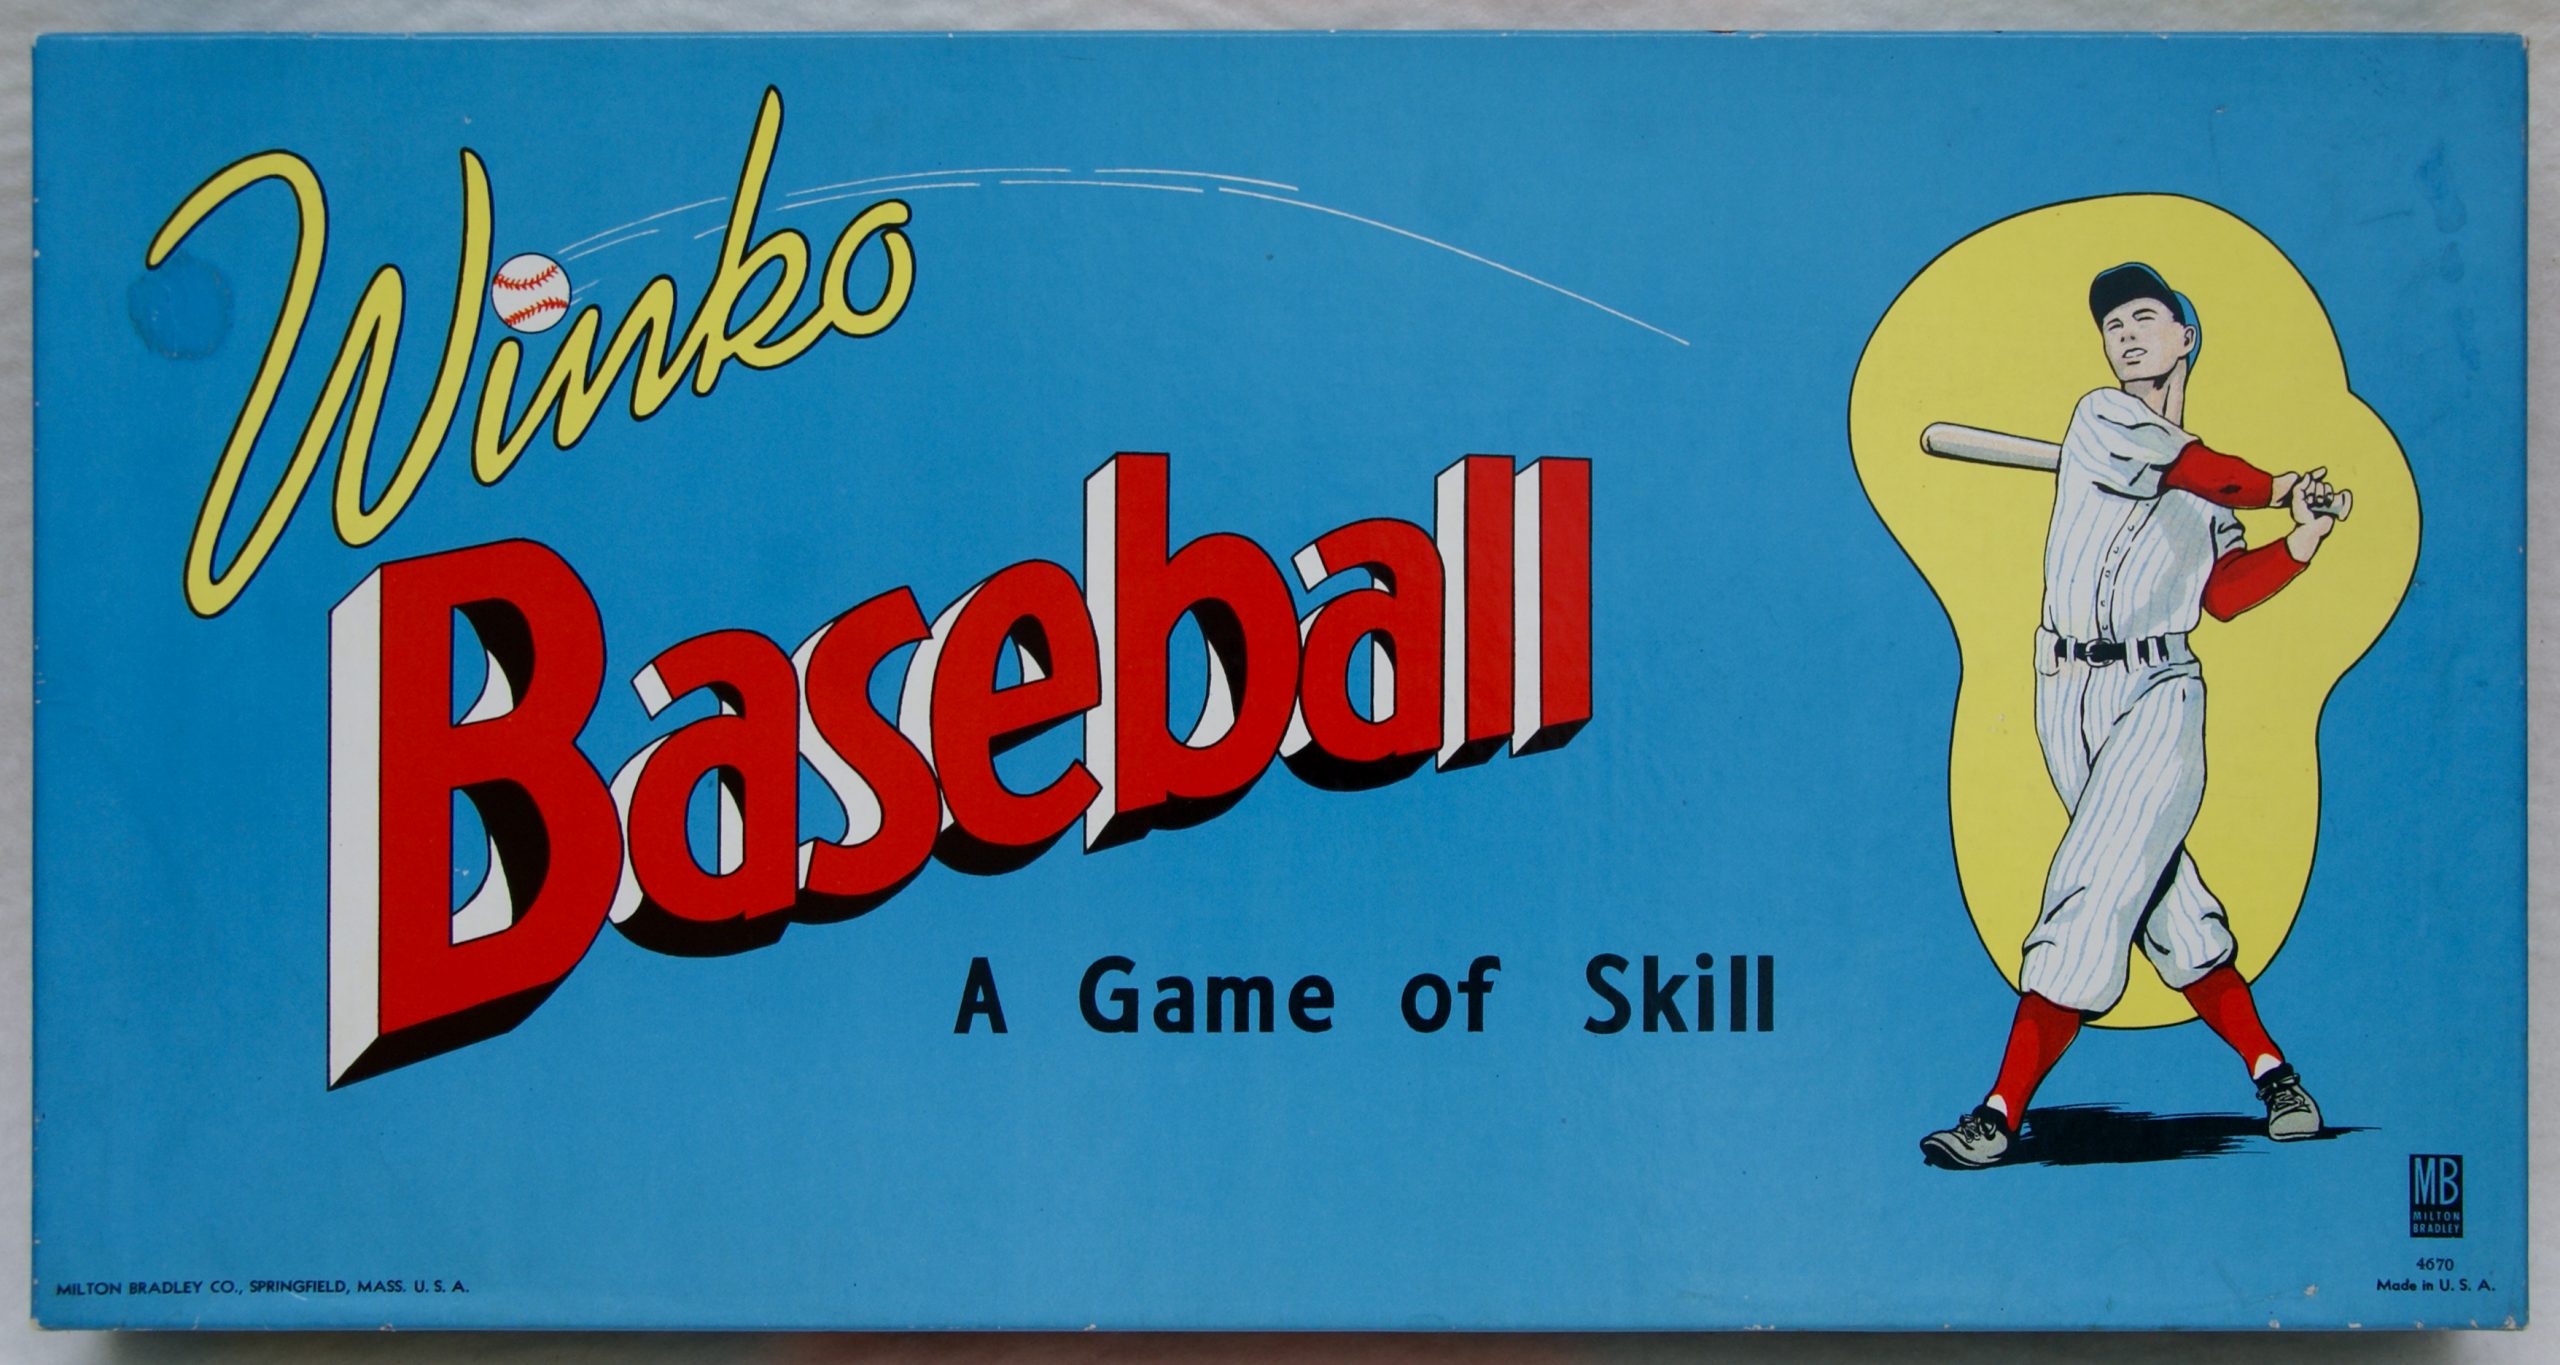 Winko
Baseball
A Game of Skill
MB
MILTON
BRADLEY
4670
MILTON BRADLEY CO., SPRINGFIELD, MASS. U. S. A.
Made in U. S. A.